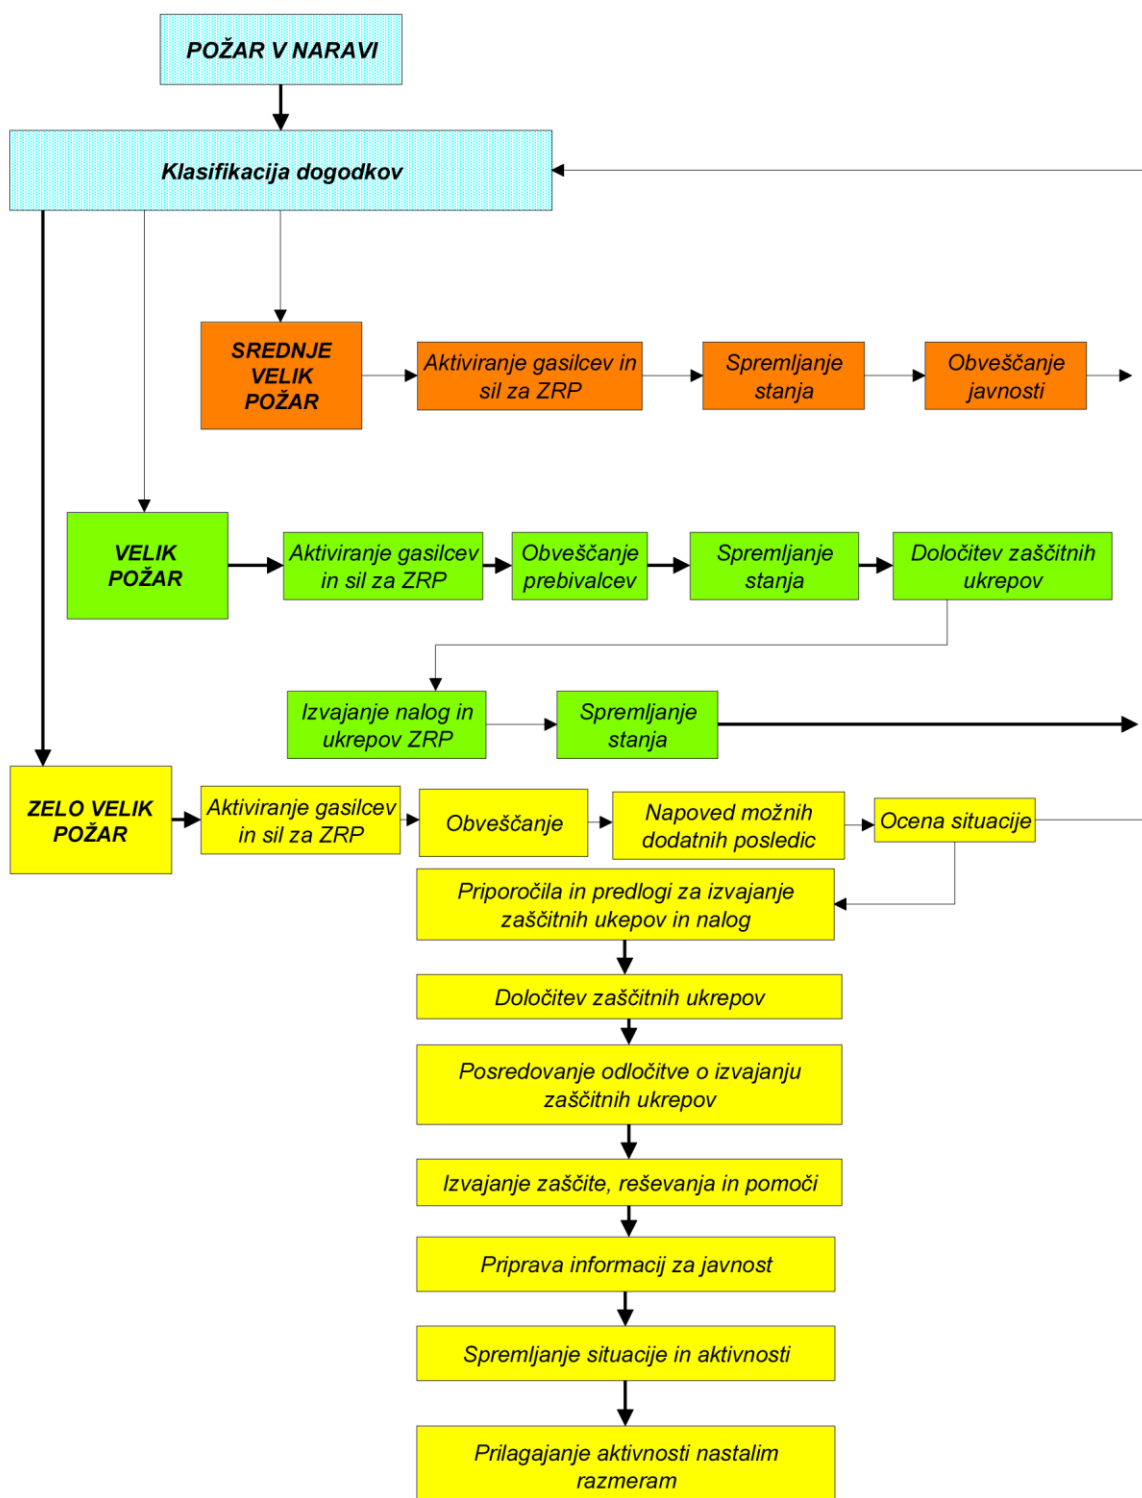 POŽAR V NARAVI
Klasifikacija dogodkov
SREDNJE
VELIK
POŽAR
Aktiviranje gasilcev in
sil za ZRP
Spremljanje
stanja
Obveščanje
javnosti
VELIK
POŽAR
Aktiviranje gasilcev
in sil za ZRP
Obveščanje
prebivalcev
Spremljanje
stanja
Določitev zaščitnih
ukrepov
Izvajanje nalog in
ukrepov ZRP
Spremljanje
stanja
ZELO VELIK
POŽAR
Aktiviranje gasilcev
in sil za ZRP
Obveščanje
Napoved možnih
dodatnih posledic
Ocena situacije
Priporočila in predlogi za izvajanje
zaščitnih ukepov in nalog
Določitev zaščitnih ukrepov
Posredovanje odločitve o izvajanju
zaščitnih ukrepov
Izvajanje zaščite, reševanja in pomoči
Priprava informacij za javnost
Spremljanje situacije in aktivnosti
Prilagajanje aktivnosti nastalim
razmeram